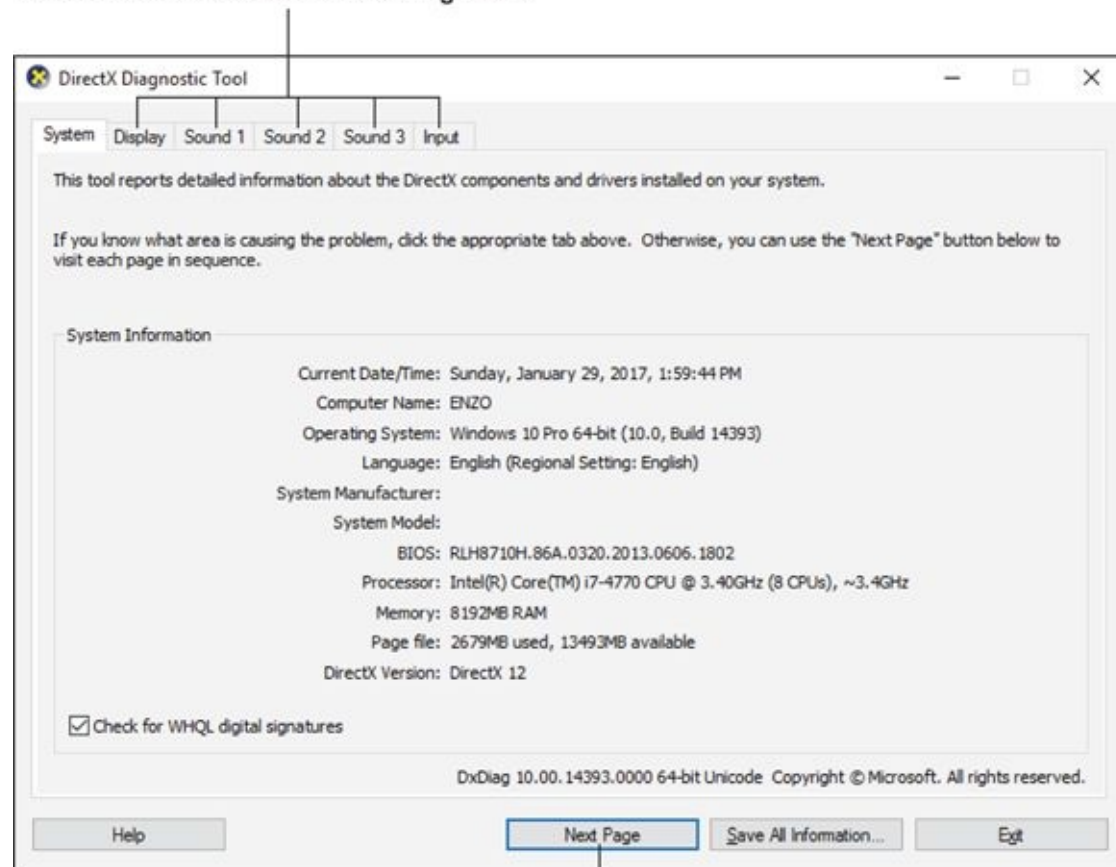 DirectX Diagnostic Tool
System Display Sound 1 Sound 2 Sound 3 Input
This tool reports detailed information about the DirectX components and drivers installed on your system.
If you know what area is causing the problem, click the appropriate tab above. Otherwise, you can use the "Next Page" button below to
visit each page in sequence.
System Information
Current Date/Time: Sunday, January 29, 2017, 1:59:44 PM
Computer Name: ENZO
Operating System: Windows 10 Pro 64-bit (10.0, Build 14393)
Language: English (Regional Setting: English)
System Manufacturer:
System Model:
BIOS: RLH8710H.86A.0320.2013.0606.1802
Processor: Intel(R) Core(TM) i7-4770 CPU @ 3.40GHz (8 CPUs), ~3.4GHz
Memory: 8192MB RAM
Page file: 2679MB used, 13493MB available
DirectX Version: DirectX 12
Check for WHQL digital signatures
DxDiag 10.00.14393.0000 64-bit Unicode Copyright © Microsoft. All rights reserved.
Help Next Page Save All Information... Exit